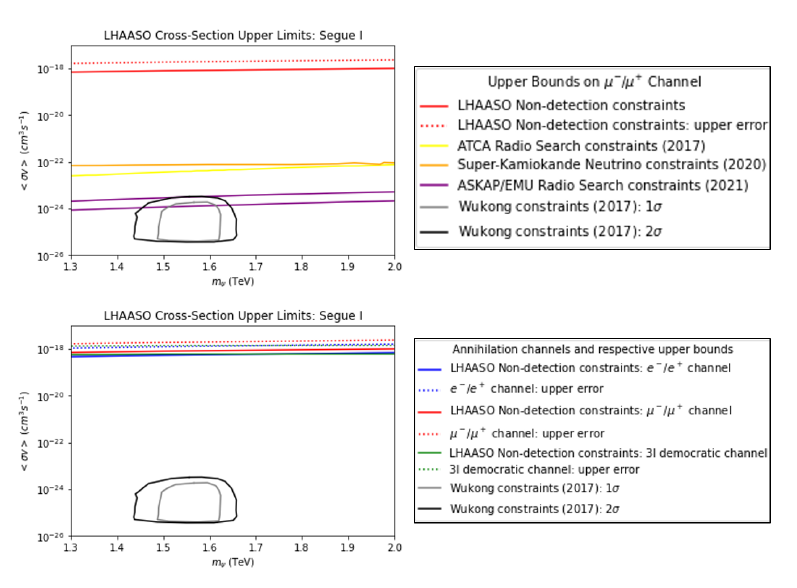 LHAASO Cross-Section Upper Limits: Segue I
< σv > (cm³s⁻¹)
10⁻¹⁸
10⁻²⁰
10⁻²²
10⁻²⁴
10⁻²⁶
1.3 1.4 1.5 1.6 1.7 1.8 1.9 2.0
mᵩ (TeV)
Upper Bounds on μ⁻/μ⁺ Channel
LHAASO Non-detection constraints
LHAASO Non-detection constraints: upper error
ATCA Radio Search constraints (2017)
Super-Kamiokande Neutrino constraints (2020)
ASKAP/EMU Radio Search constraints (2021)
Wukong constraints (2017): 1σ
Wukong constraints (2017): 2σ
LHAASO Cross-Section Upper Limits: Segue I
< σv > (cm³s⁻¹)
10⁻¹⁸
10⁻²⁰
10⁻²²
10⁻²⁴
10⁻²⁶
1.3 1.4 1.5 1.6 1.7 1.8 1.9 2.0
mᵩ (TeV)
Annihilation channels and respective upper bounds
LHAASO Non-detection constraints: e⁻/e⁺ channel
e⁻/e⁺ channel: upper error
LHAASO Non-detection constraints: μ⁻/μ⁺ channel
μ⁻/μ⁺ channel: upper error
LHAASO Non-detection constraints: 3l democratic channel
3l democratic channel: upper error
Wukong constraints (2017): 1σ
Wukong constraints (2017): 2σ